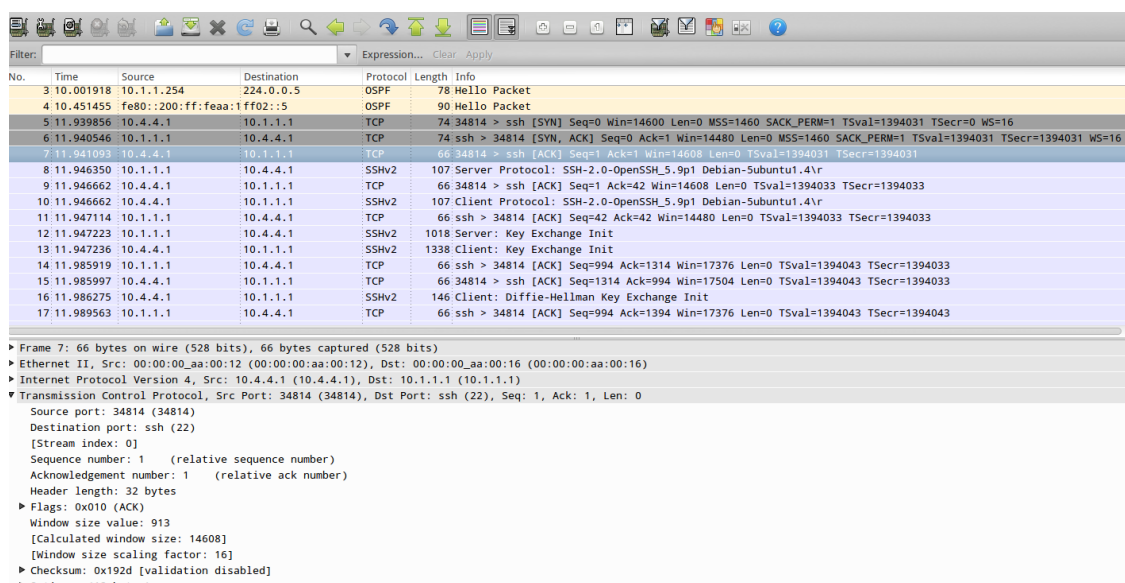 Filter: Expression... Clear Apply
No. Time Source Destination Protocol Length Info
3 10.001918 10.1.1.254 224.0.0.5 OSPF 78 Hello Packet
4 10.451455 fe80::200:ff:feaa:1 ff02::5 OSPF 90 Hello Packet
5 11.939856 10.4.4.1 10.1.1.1 TCP 74 34814 > ssh [SYN] Seq=0 Win=14600 Len=0 MSS=1460 SACK_PERM=1 TSval=1394031 TSecr=0 WS=16
6 11.940546 10.1.1.1 10.4.4.1 TCP 74 ssh > 34814 [SYN, ACK] Seq=0 Ack=1 Win=14480 Len=0 MSS=1460 SACK_PERM=1 TSval=1394031 TSecr=1394031 WS=16
7 11.941093 10.4.4.1 10.1.1.1 TCP 66 34814 > ssh [ACK] Seq=1 Ack=1 Win=14608 Len=0 TSval=1394031 TSecr=1394031
8 11.946350 10.1.1.1 10.4.4.1 SSHv2 107 Server Protocol: SSH-2.0-OpenSSH_5.9p1 Debian-5ubuntu1.4\r
9 11.946662 10.4.4.1 10.1.1.1 TCP 66 34814 > ssh [ACK] Seq=1 Ack=42 Win=14608 Len=0 TSval=1394033 TSecr=1394033
10 11.946662 10.4.4.1 10.1.1.1 SSHv2 107 Client Protocol: SSH-2.0-OpenSSH_5.9p1 Debian-5ubuntu1.4\r
11 11.947114 10.1.1.1 10.4.4.1 TCP 66 ssh > 34814 [ACK] Seq=42 Ack=42 Win=14480 Len=0 TSval=1394033 TSecr=1394033
12 11.947223 10.1.1.1 10.4.4.1 SSHv2 1018 Server: Key Exchange Init
13 11.947236 10.4.4.1 10.1.1.1 SSHv2 1338 Client: Key Exchange Init
14 11.985919 10.1.1.1 10.4.4.1 TCP 66 ssh > 34814 [ACK] Seq=994 Ack=1314 Win=17376 Len=0 TSval=1394043 TSecr=1394033
15 11.985997 10.4.4.1 10.1.1.1 TCP 66 34814 > ssh [ACK] Seq=1314 Ack=994 Win=17504 Len=0 TSval=1394043 TSecr=1394033
16 11.986275 10.4.4.1 10.1.1.1 SSHv2 146 Client: Diffie-Hellman Key Exchange Init
17 11.989563 10.1.1.1 10.4.4.1 TCP 66 ssh > 34814 [ACK] Seq=994 Ack=1394 Win=17376 Len=0 TSval=1394043 TSecr=1394043
Frame 7: 66 bytes on wire (528 bits), 66 bytes captured (528 bits)
Ethernet II, Src: 00:00:00_aa:00:12 (00:00:00:aa:00:12), Dst: 00:00:00_aa:00:16 (00:00:00:aa:00:16)
Internet Protocol Version 4, Src: 10.4.4.1 (10.4.4.1), Dst: 10.1.1.1 (10.1.1.1)
Transmission Control Protocol, Src Port: 34814 (34814), Dst Port: ssh (22), Seq: 1, Ack: 1, Len: 0
Source port: 34814 (34814)
Destination port: ssh (22)
[Stream index: 0]
Sequence number: 1 (relative sequence number)
Acknowledgement number: 1 (relative ack number)
Header length: 32 bytes
Flags: 0x010 (ACK)
Window size value: 913
[Calculated window size: 14608]
[Window size scaling factor: 16]
Checksum: 0x192d [validation disabled]